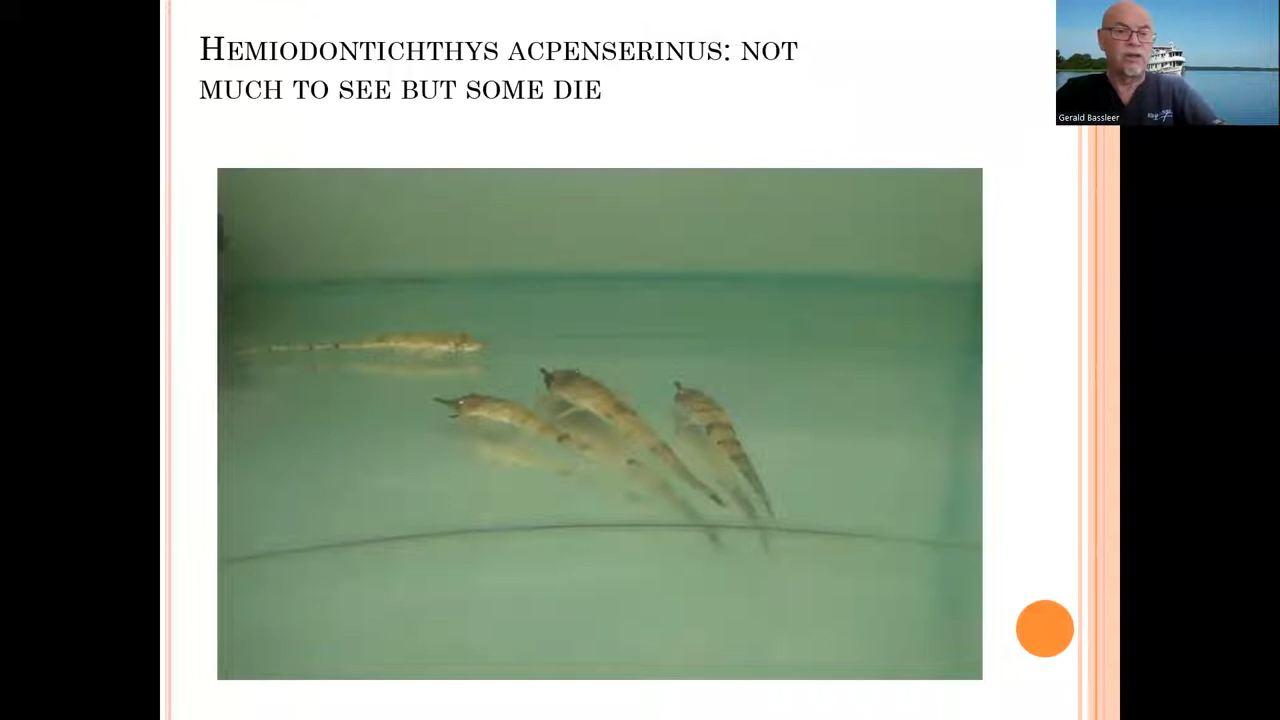 HEMIODONTICHTHYS ACPENSERINUS: NOT
MUCH TO SEE BUT SOME DIE
Gerald Bassleer